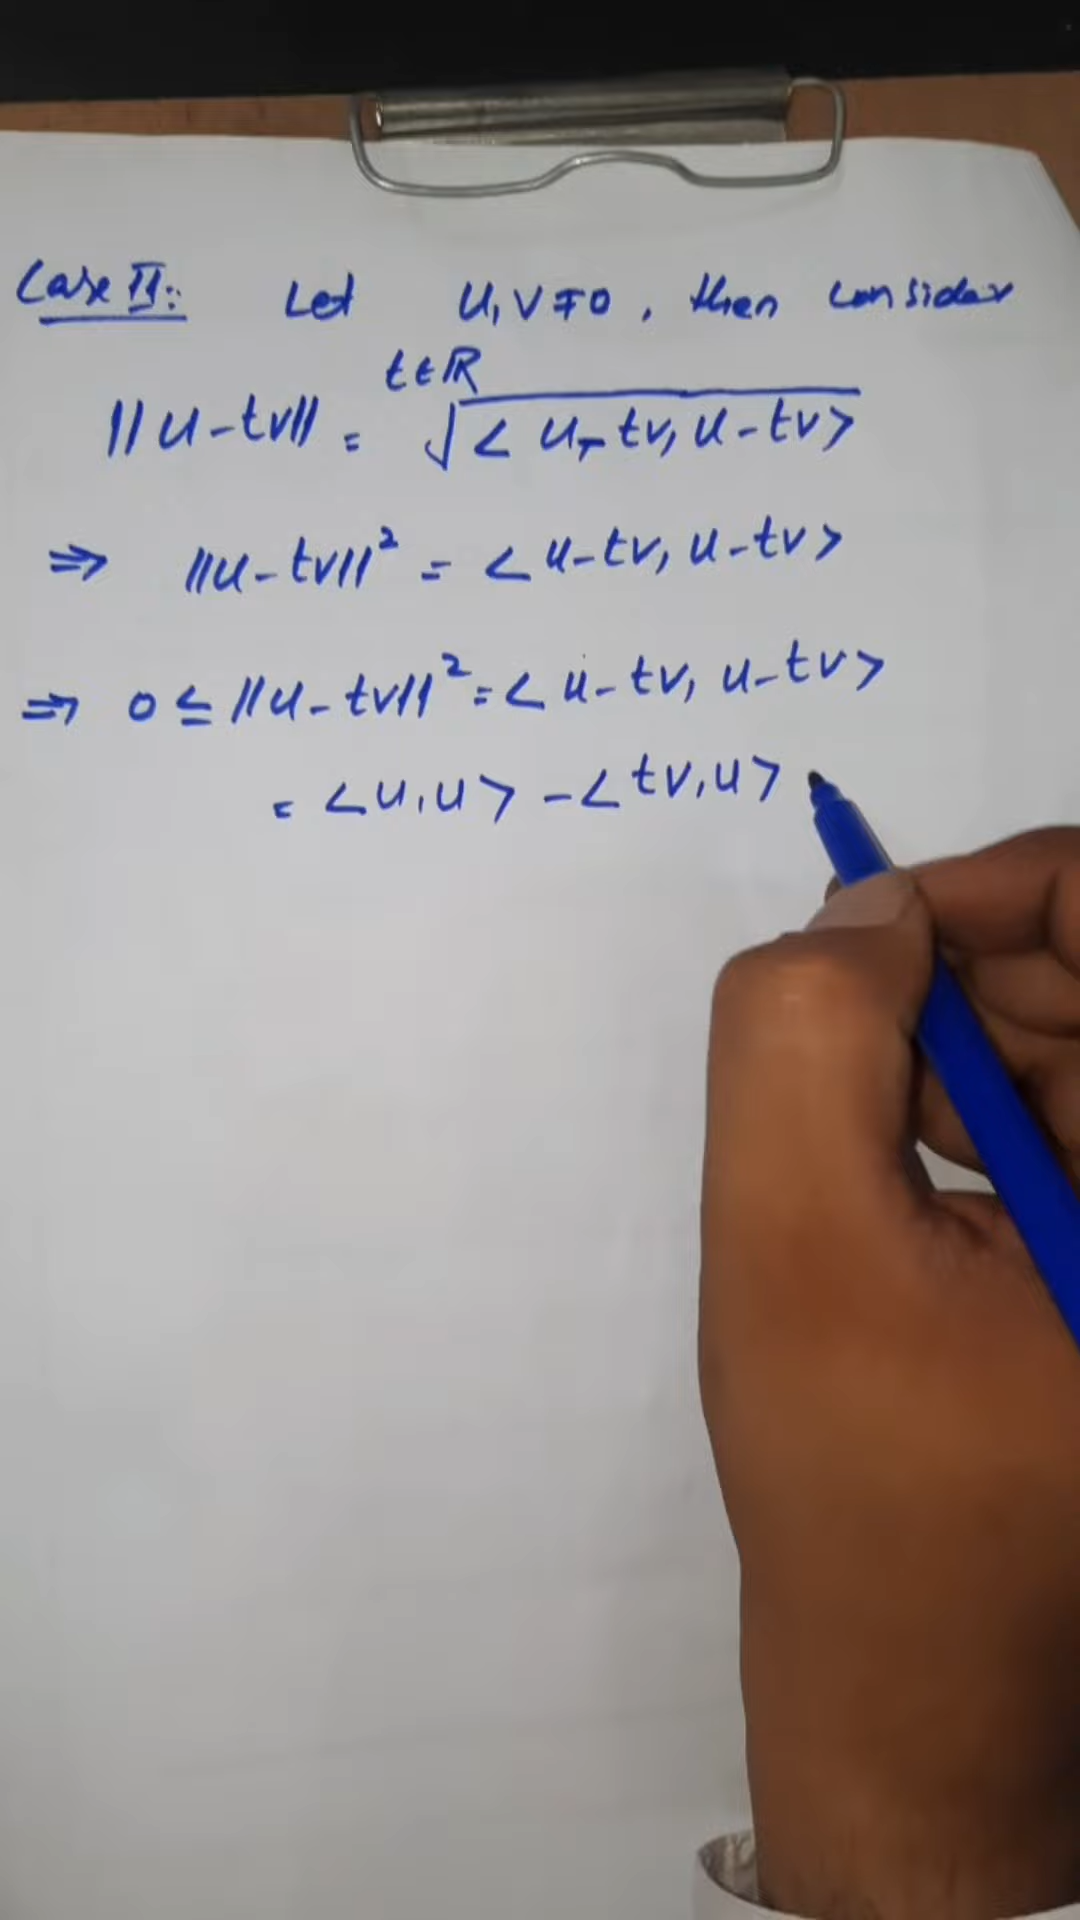 Case II: Let u, v ≠ 0, then consider
t ∈ ℝ
||u - tv|| = √<u - tv, u - tv>
⇒ ||u - tv||² = <u - tv, u - tv>
⇒ 0 ≤ ||u - tv||² = <u - tv, u - tv>
= <u, u> - <tv, u>